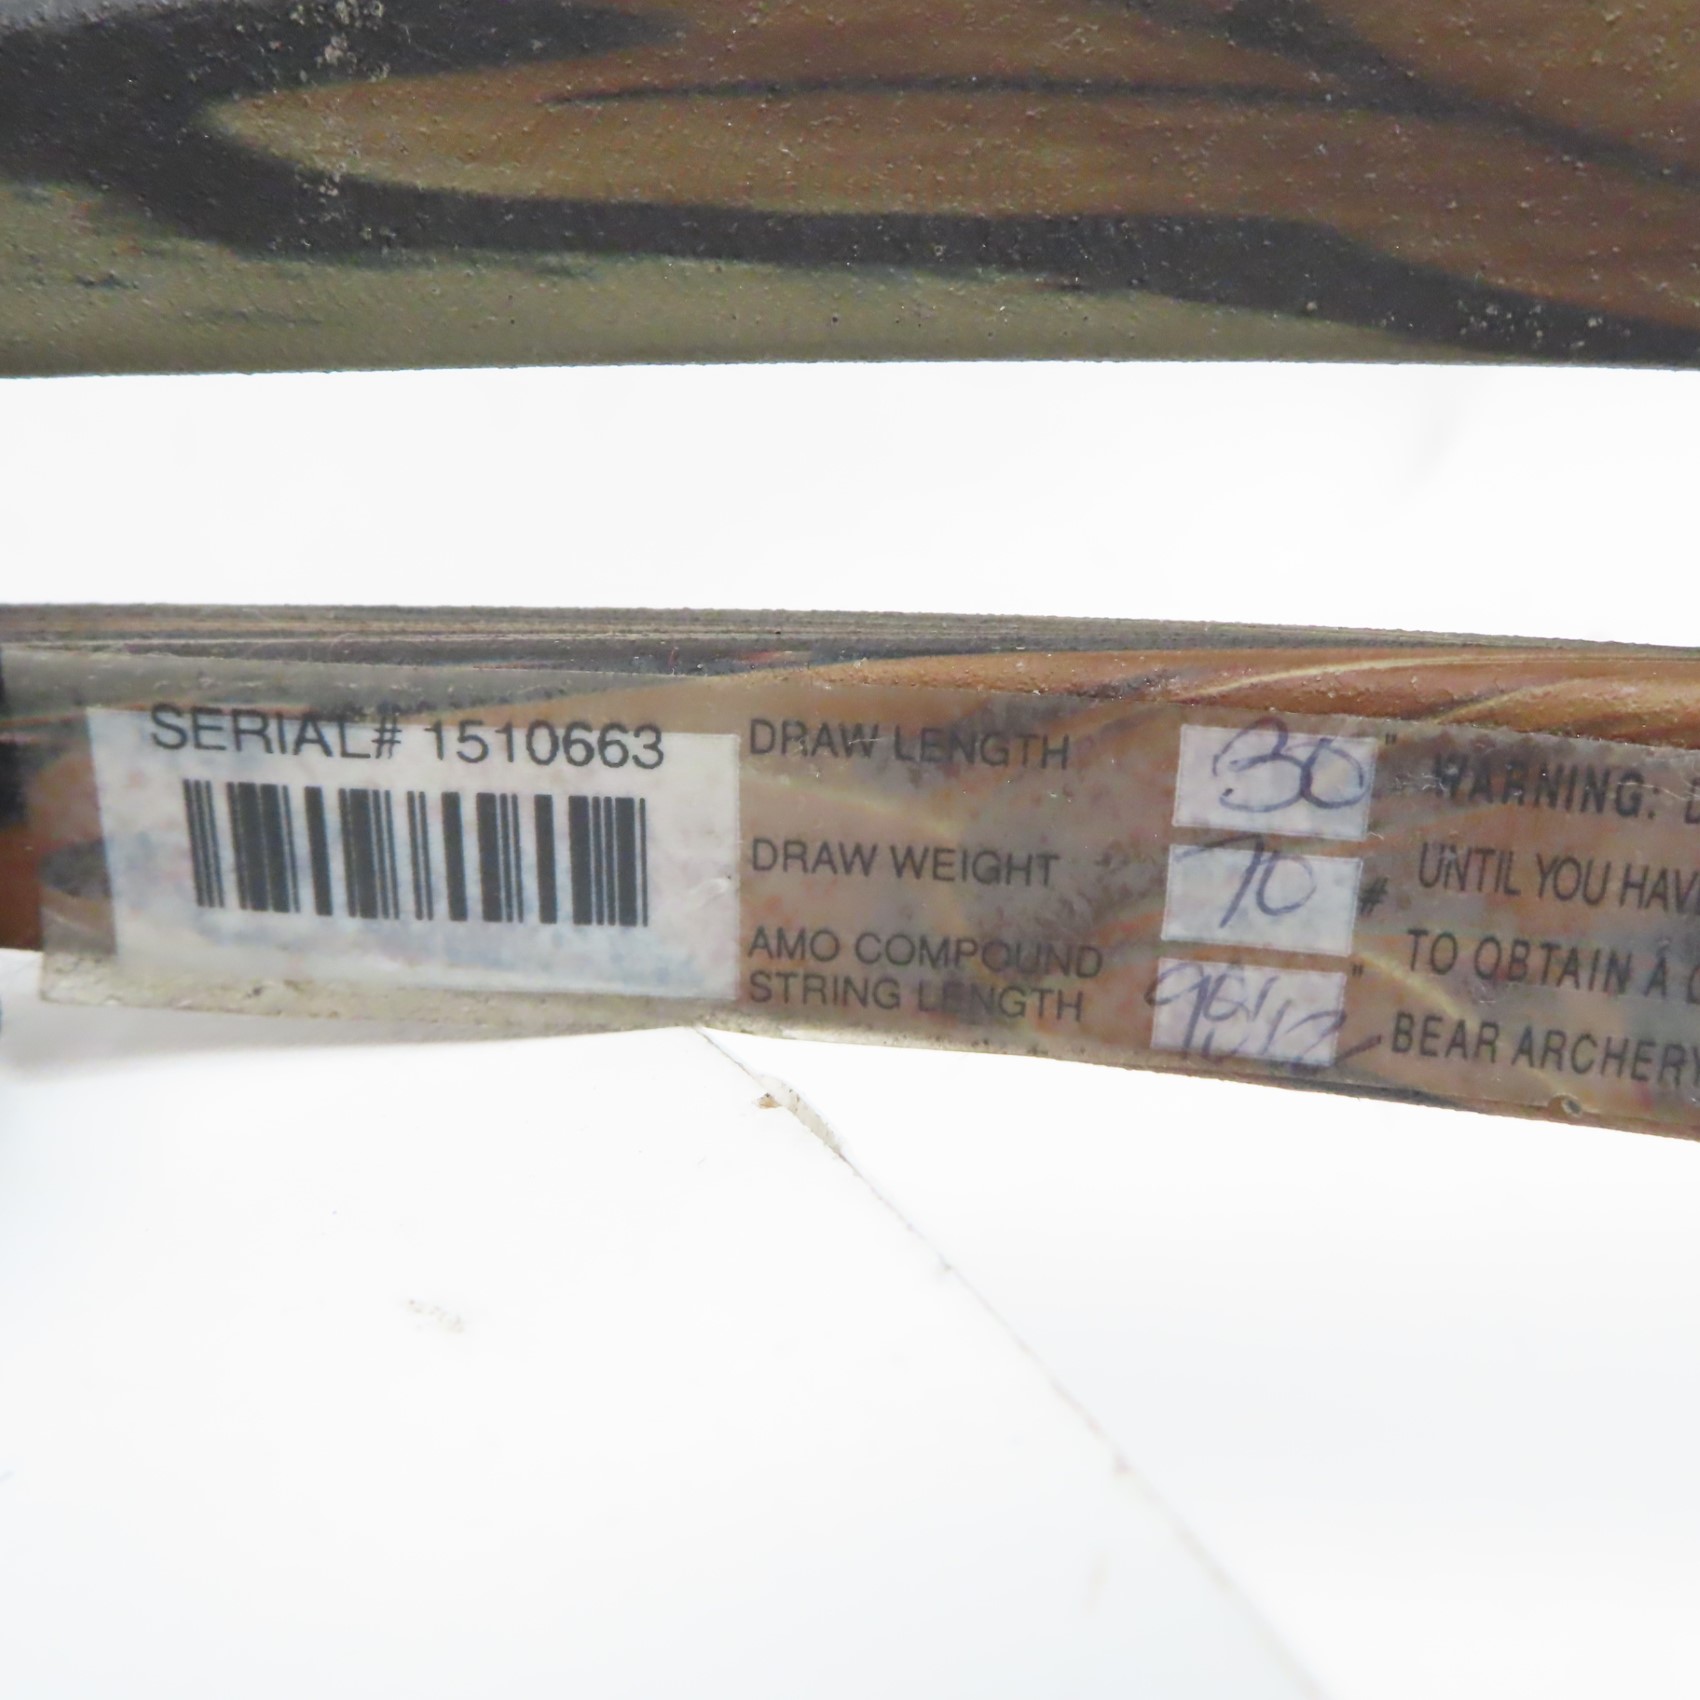 SERIAL# 1510663
DRAW LENGTH 30"
DRAW WEIGHT 70 #
AMO COMPOUND
STRING LENGTH "
WARNING:
UNTIL YOU HAV
TO OBTAIN A
BEAR ARCHERY